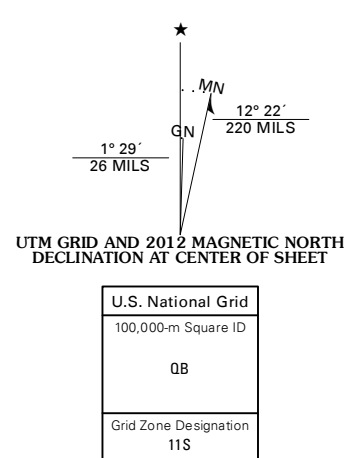 ★
MN
GN
12° 22´
220 MILS
1° 29´
26 MILS
UTM GRID AND 2012 MAGNETIC NORTH
DECLINATION AT CENTER OF SHEET
U.S. National Grid
100,000-m Square ID
QB
Grid Zone Designation
11S